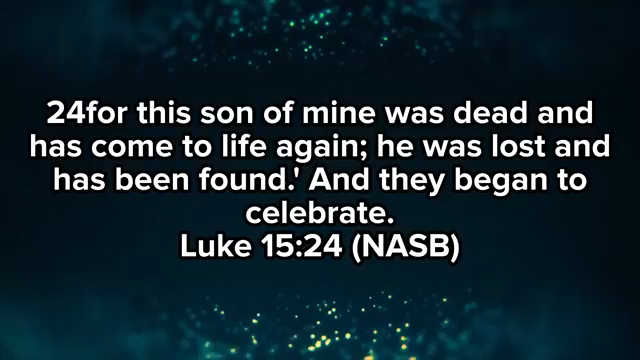 24for this son of mine was dead and
has come to life again; he was lost and
has been found.' And they began to
celebrate.
Luke 15:24 (NASB)